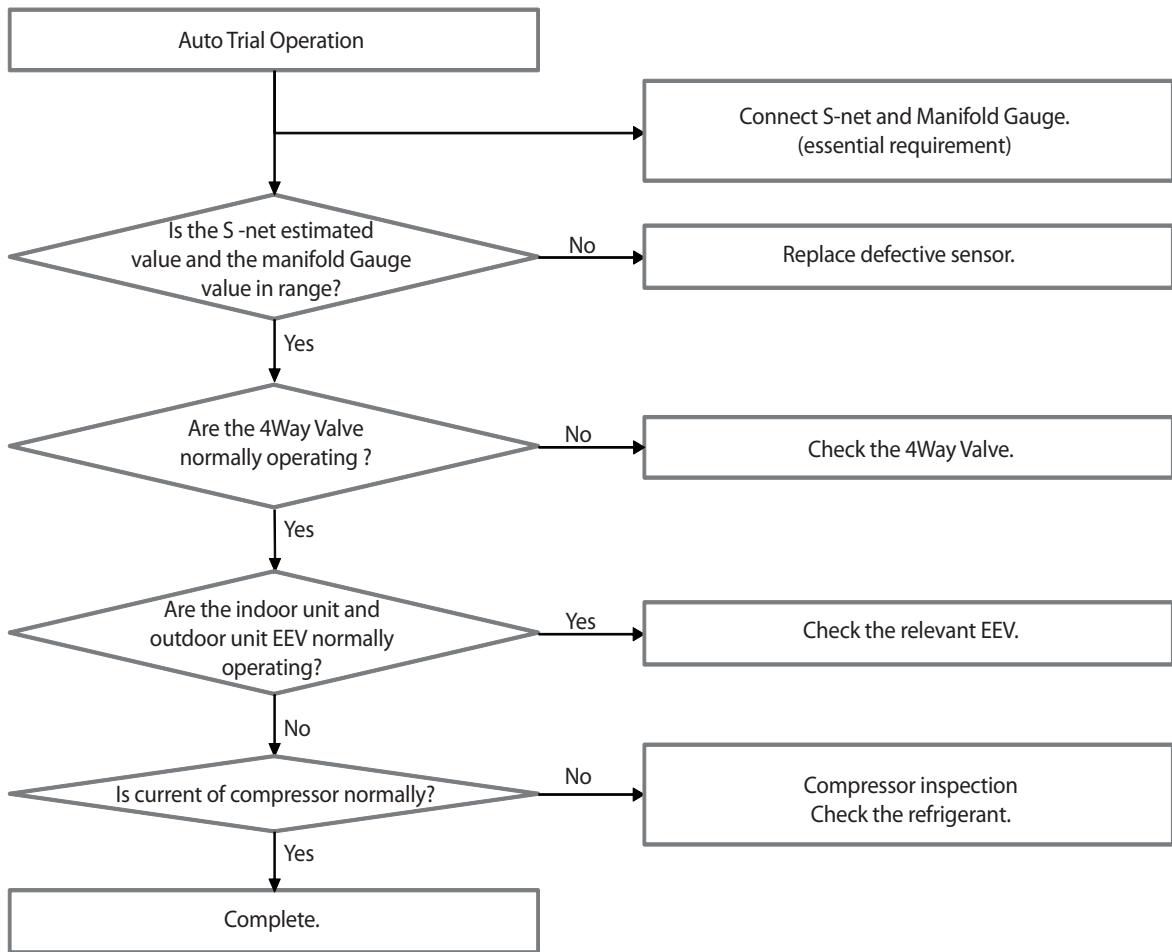 Auto Trial Operation
Connect S-net and Manifold Gauge.
(essential requirement)
Is the S -net estimated
value and the manifold Gauge
value in range?
No
Replace defective sensor.
Yes
Are the 4Way Valve
normally operating ?
No
Check the 4Way Valve.
Yes
Are the indoor unit and
outdoor unit EEV normally
operating?
Yes
Check the relevant EEV.
No
Is current of compressor normally?
No
Compressor inspection
Check the refrigerant.
Yes
Complete.